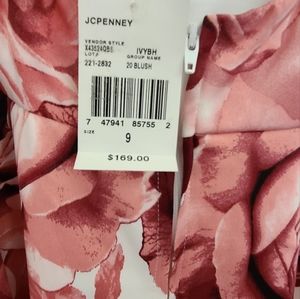 JCPENNEY
VENDOR STYLE
IVYBH
LOT#
GROUP NAME
221-2832
20 BLUSH
7 47941 85755 2
SIZE
9
$169.00